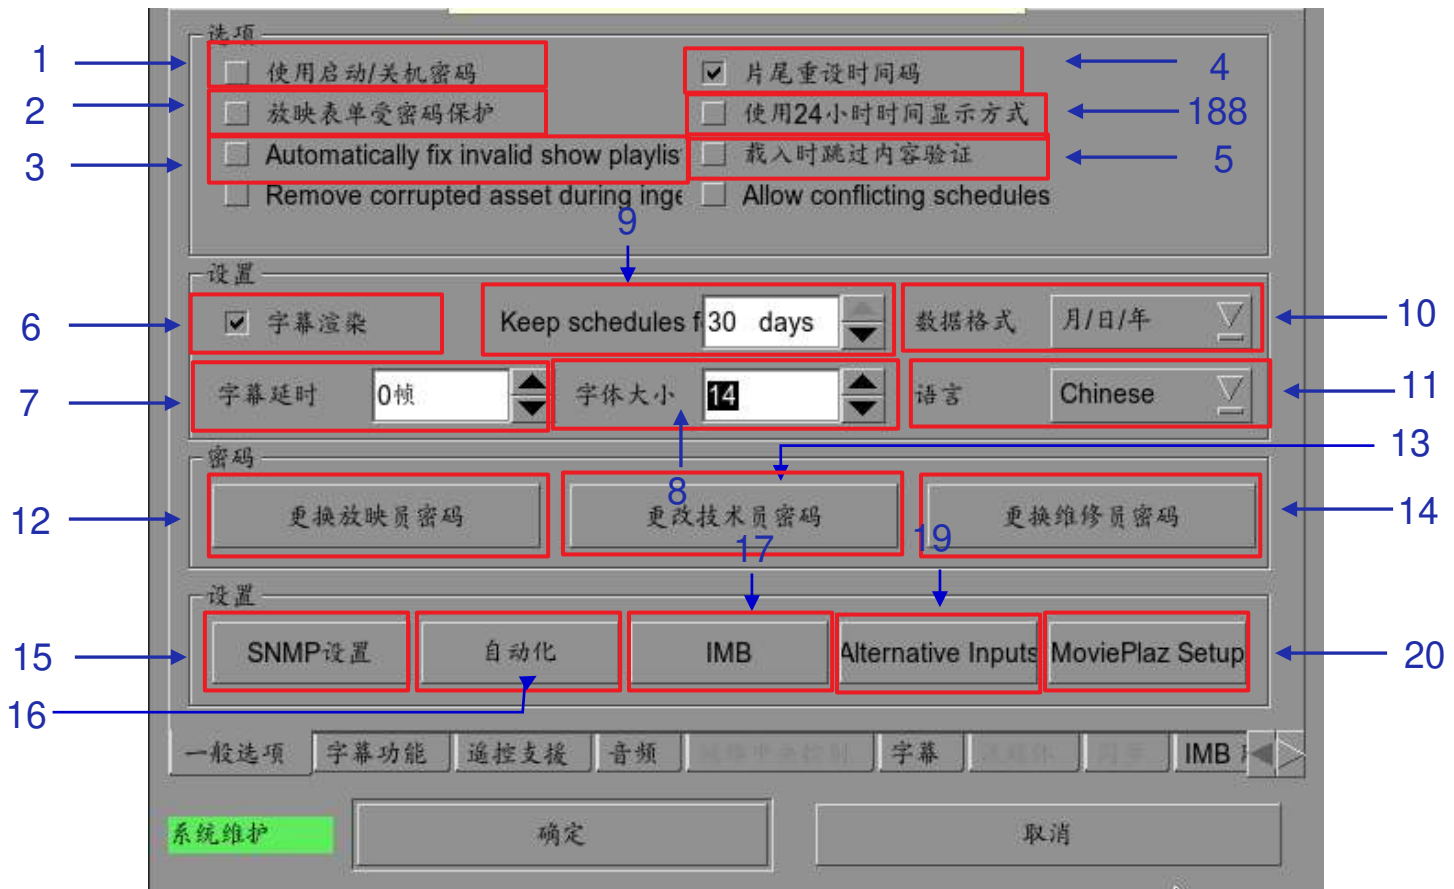 选项
1 使用启动/关机密码 片尾重设时间码 4
2 放映表单受密码保护 使用24小时时间显示方式 188
3 Automatically fix invalid show playlis 载入时跳过内容验证 5
Remove corrupted asset during inge Allow conflicting schedules
9
设置
6 字幕渲染 Keep schedules f 30 days 数据格式 月/日/年 10
7 字幕延时 0帧 字体大小 14 语言 Chinese 11
密码 13
8
12 更换放映员密码 更改技术员密码 更换维修员密码 14
17 19
设置
15 SNMP设置 自动化 IMB Alternative Inputs MoviePlaz Setup 20
16
一般选项 字幕功能 遥控支援 音频 字幕 IMB
系统维护 确定 取消